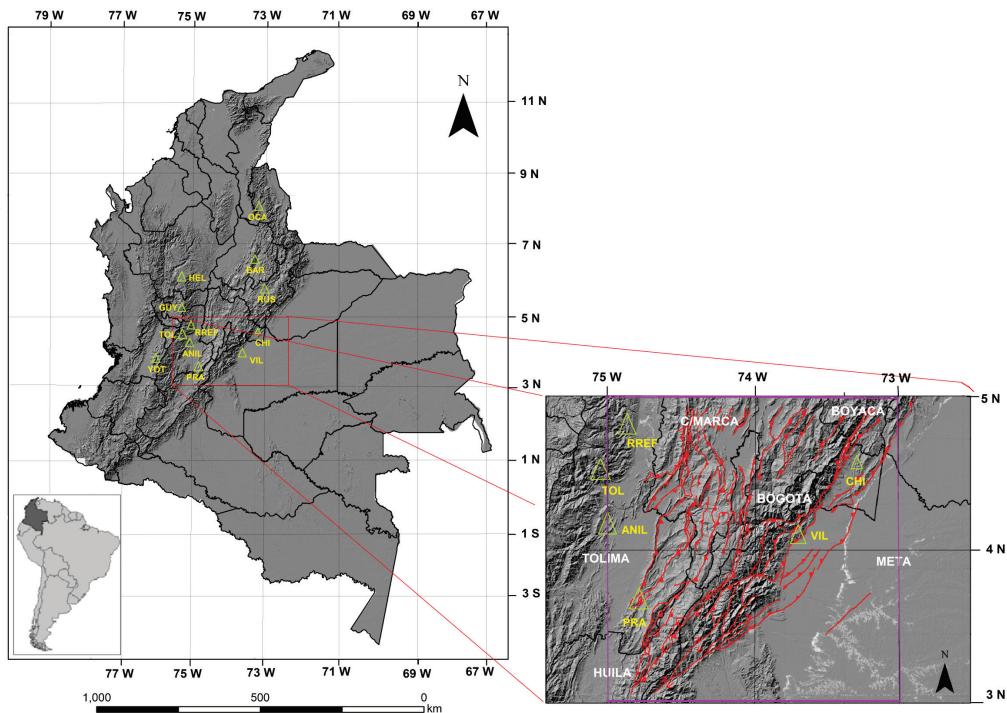 79 W 77 W 75 W 73 W 71 W 69 W 67 W
N
11 N
9 N
OCA
7 N
BAR
HEL
RUS
GUY
5 N
RREF
TOL
CHI
ANIL
VIL
YOT
PRA
3 N
1 N
1 S
3 S
77 W 75 W 73 W 71 W 69 W 67 W
1,000 500 0
km
75 W 74 W 73 W
5 N
C/MARCA
BOYACÁ
RREF
CHI
TOL
BOGOTÁ
ANIL
VIL
TOLIMA
META
4 N
PRA
HUILA
N
3 N